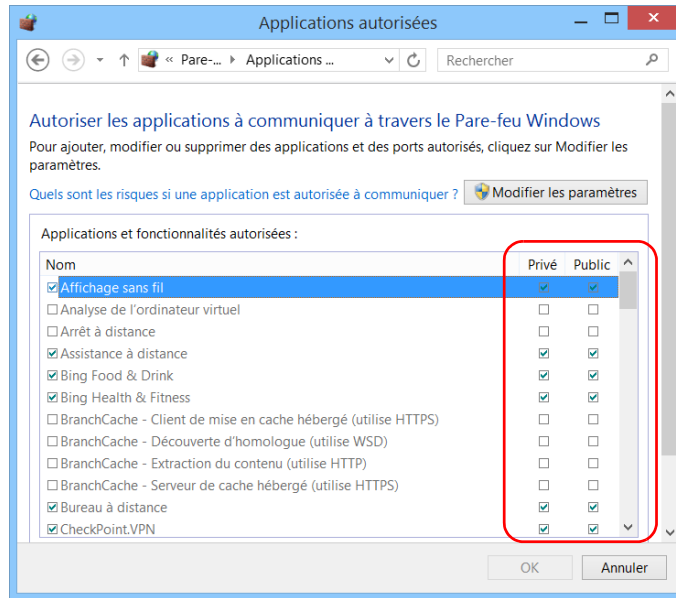 Applications autorisées
« Pare-... Applications ... Rechercher
Autoriser les applications à communiquer à travers le Pare-feu Windows
Pour ajouter, modifier ou supprimer des applications et des ports autorisés, cliquez sur Modifier les
paramètres.
Quels sont les risques si une application est autorisée à communiquer ? Modifier les paramètres
Applications et fonctionnalités autorisées :
Nom Privé Public
Affichage sans fil
Analyse de l'ordinateur virtuel
Arrêt à distance
Assistance à distance
Bing Food & Drink
Bing Health & Fitness
BranchCache - Client de mise en cache hébergé (utilise HTTPS)
BranchCache - Découverte d'homologue (utilise WSD)
BranchCache - Extraction du contenu (utilise HTTP)
BranchCache - Serveur de cache hébergé (utilise HTTPS)
Bureau à distance
CheckPoint.VPN
OK Annuler